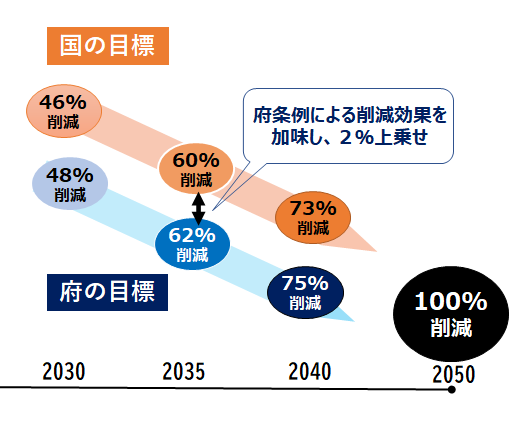 国の目標
46%
削減
府条例による削減効果を
加味し、２％上乗せ
60%
削減
48%
削減
73%
削減
62%
削減
府の目標
75%
削減
100%
削減
2030
2035
2040
2050